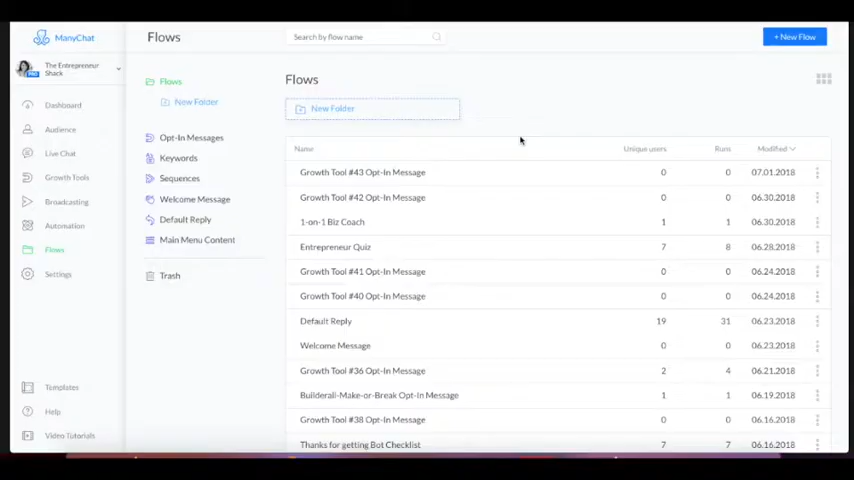 ManyChat
Flows
Search by flow name
+ New Flow
The Entrepreneur
Shack
PRO
Flows
New Folder
Opt-In Messages
Keywords
Sequences
Welcome Message
Default Reply
Main Menu Content
Trash
Dashboard
Audience
Live Chat
Growth Tools
Broadcasting
Automation
Flows
Settings
Templates
Help
Video Tutorials
Flows
New Folder
Name Unique users Runs Modified
Growth Tool #43 Opt-In Message 0 0 07.01.2018
Growth Tool #42 Opt-In Message 0 0 06.30.2018
1-on-1 Biz Coach 1 1 06.30.2018
Entrepreneur Quiz 7 8 06.28.2018
Growth Tool #41 Opt-In Message 0 0 06.24.2018
Growth Tool #40 Opt-In Message 0 0 06.24.2018
Default Reply 19 31 06.23.2018
Welcome Message 0 0 06.23.2018
Growth Tool #36 Opt-In Message 2 4 06.21.2018
Builderall-Make-or-Break Opt-In Message 1 1 06.19.2018
Growth Tool #38 Opt-In Message 0 0 06.16.2018
Thanks for getting Bot Checklist 7 7 06.16.2018